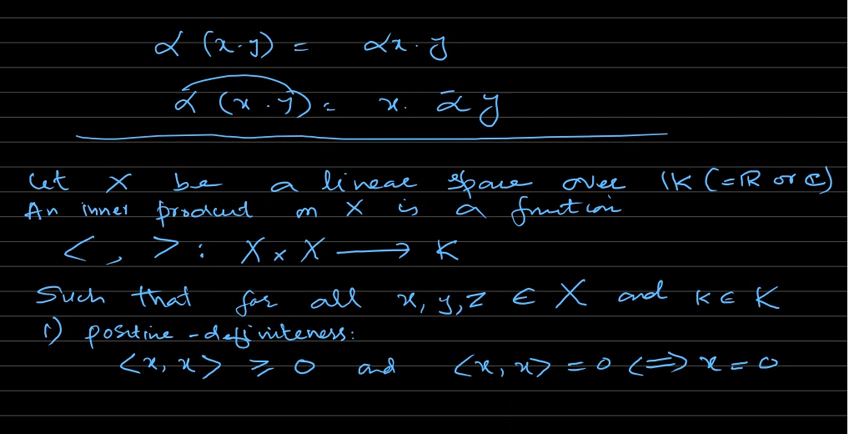 α (x·y) = αx·y
α (x·y) = x· ᾱ y
Let X be a linear space over K (=ℝ or ℂ)
An inner product on X is a function
< , > : X × X ⟶ K
Such that for all x, y, z ∈ X and k ∈ K
1) positive-definiteness:
<x, x> ≥ 0 and <x, x> = 0 <=> x = 0